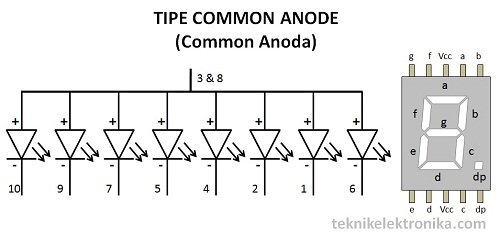 TIPE COMMON ANODE
(Common Anoda)
3 & 8
+ + + + + + + +
- - - - - - - -
10 9 7 5 4 2 1 6
g f Vcc a b
a
f b
g
e c
d dp
e d Vcc c dp
teknikelektronika.com